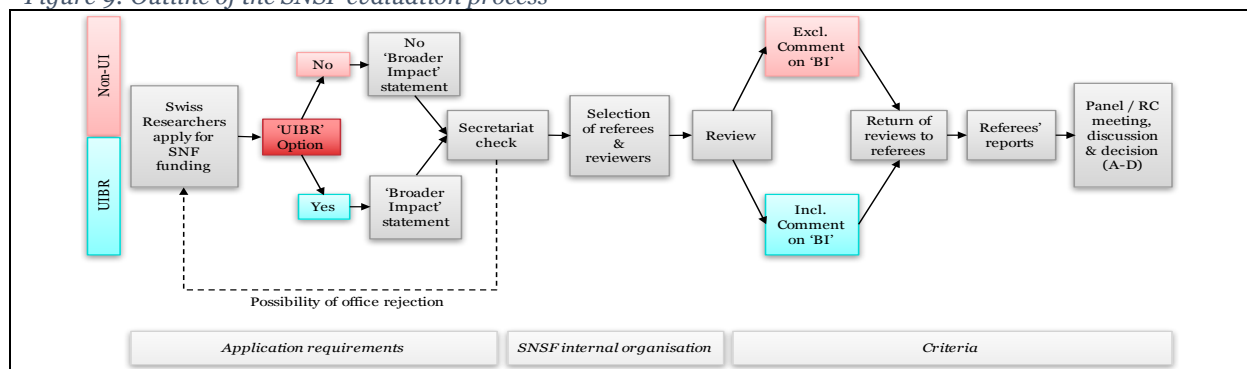 Figure 9: Outline of the SNSF evaluation process
Non-UI
UIBR
Swiss
Researchers
apply for
SNF
funding
‘UIBR’
Option
No
Yes
No
‘Broader
Impact’
statement
‘Broader
Impact’
statement
Secretariat
check
Selection
of referees
&
reviewers
Review
Excl.
Comment
on ‘BI’
Incl.
Comment
on ‘BI’
Return of
reviews to
referees
Referees’
reports
Panel / RC
meeting,
discussion
& decision
(A-D)
Possibility of office rejection
Application requirements
SNSF internal organisation
Criteria